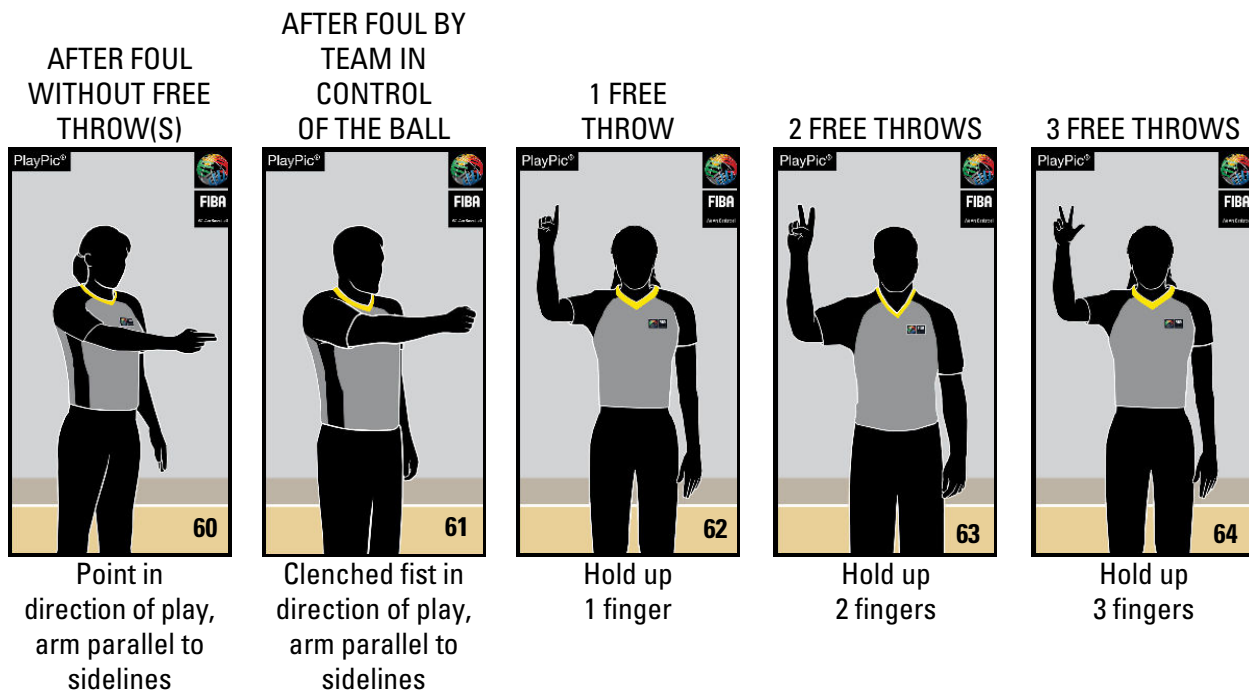 AFTER FOUL
WITHOUT FREE
THROW(S)
PlayPic®
FIBA
60
Point in
direction of play,
arm parallel to
sidelines
AFTER FOUL BY
TEAM IN
CONTROL
OF THE BALL
PlayPic®
FIBA
61
Clenched fist in
direction of play,
arm parallel to
sidelines
1 FREE
THROW
PlayPic®
FIBA
62
Hold up
1 finger
2 FREE THROWS
PlayPic®
FIBA
63
Hold up
2 fingers
3 FREE THROWS
PlayPic®
FIBA
64
Hold up
3 fingers